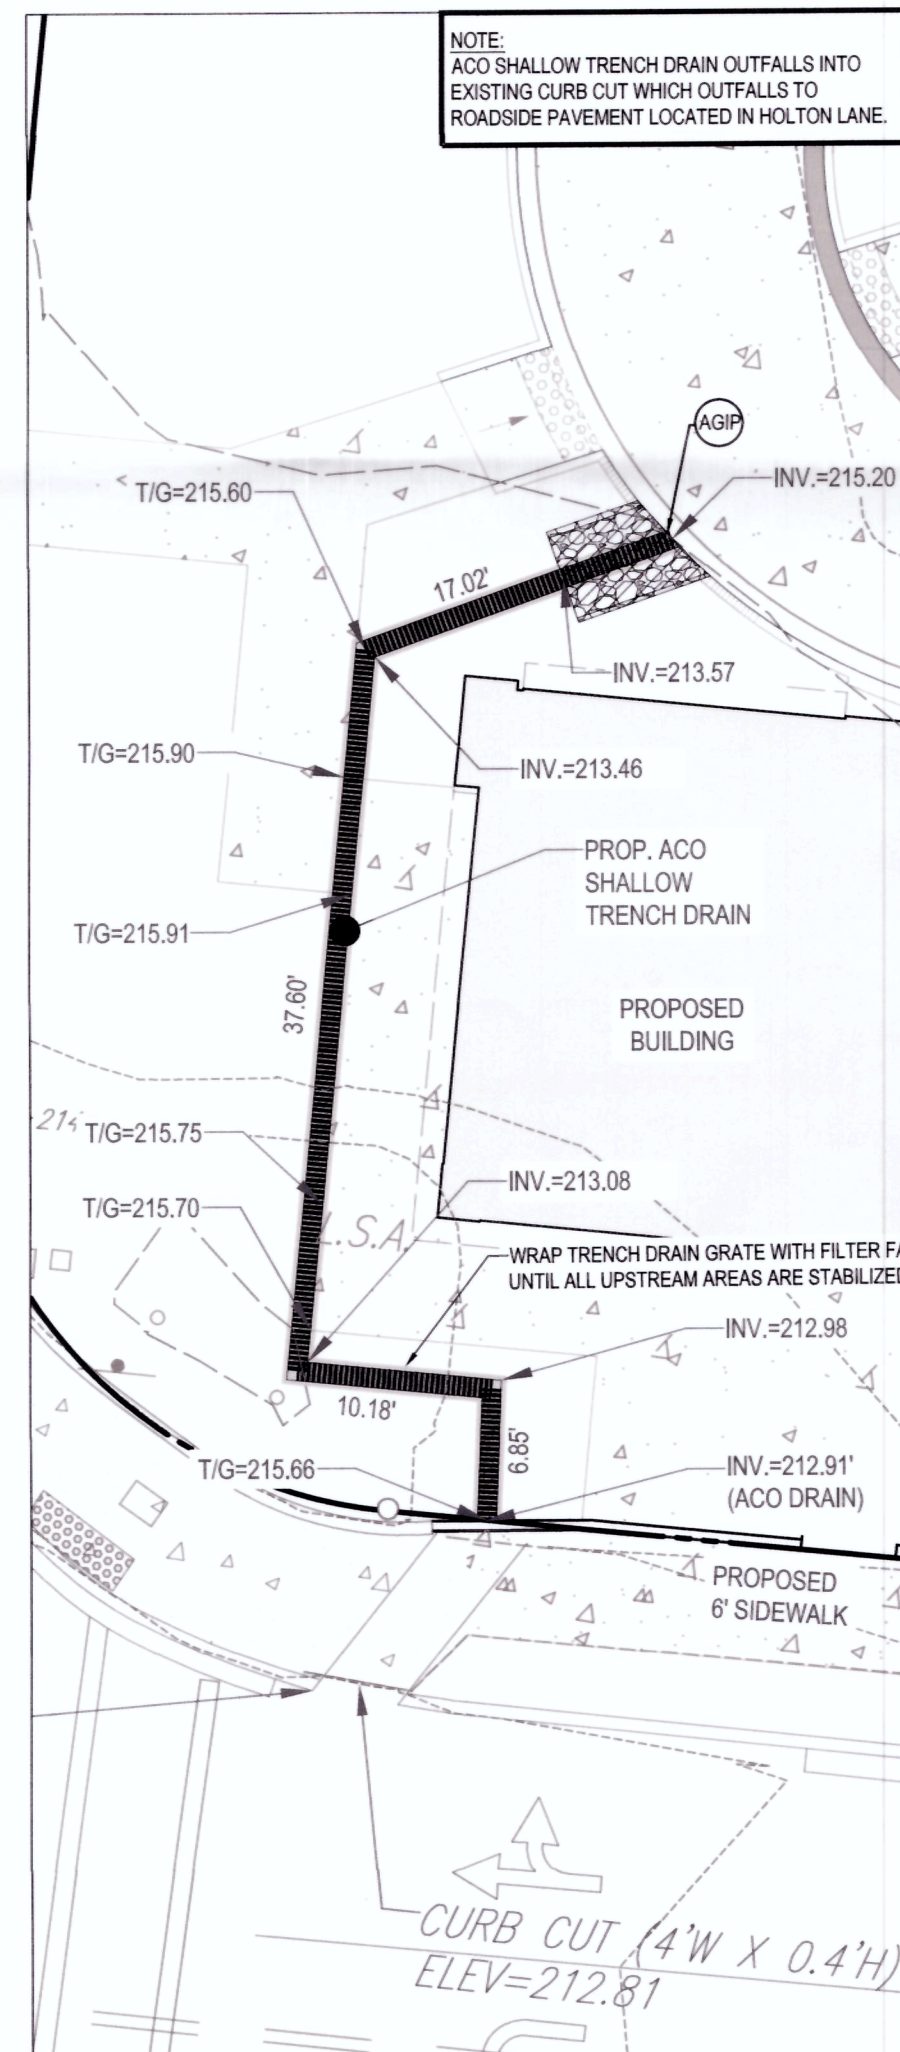 NOTE:
ACO SHALLOW TRENCH DRAIN OUTFALLS INTO
EXISTING CURB CUT WHICH OUTFALLS TO
ROADSIDE PAVEMENT LOCATED IN HOLTON LANE.
AGIP
INV.=215.20
T/G=215.60
17.02'
INV.=213.57
T/G=215.90
INV.=213.46
PROP. ACO
SHALLOW
TRENCH DRAIN
T/G=215.91
37.60'
PROPOSED
BUILDING
214
T/G=215.75
INV.=213.08
T/G=215.70
L.S.A.
WRAP TRENCH DRAIN GRATE WITH FILTER FA
UNTIL ALL UPSTREAM AREAS ARE STABILIZED
INV.=212.98
10.18'
6.85'
T/G=215.66
INV.=212.91'
(ACO DRAIN)
PROPOSED
6' SIDEWALK
CURB CUT (4'W X 0.4'H)
ELEV=212.81